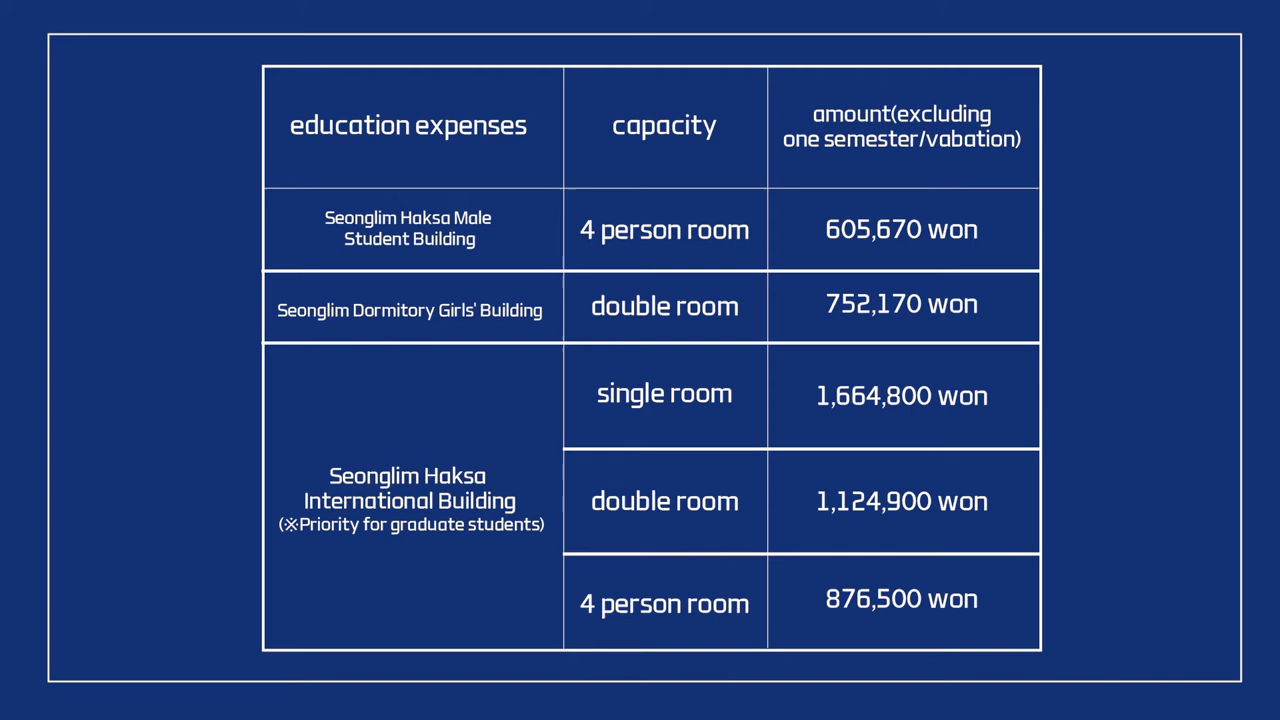 education expenses
capacity
amount(excluding
one semester/vabation)
Seonglim Haksa Male
Student Building
4 person room
605,670 won
Seonglim Dormitory Girls' Building
double room
752,170 won
Seonglim Haksa
International Building
(※Priority for graduate students)
single room
1,664,800 won
double room
1,124,900 won
4 person room
876,500 won